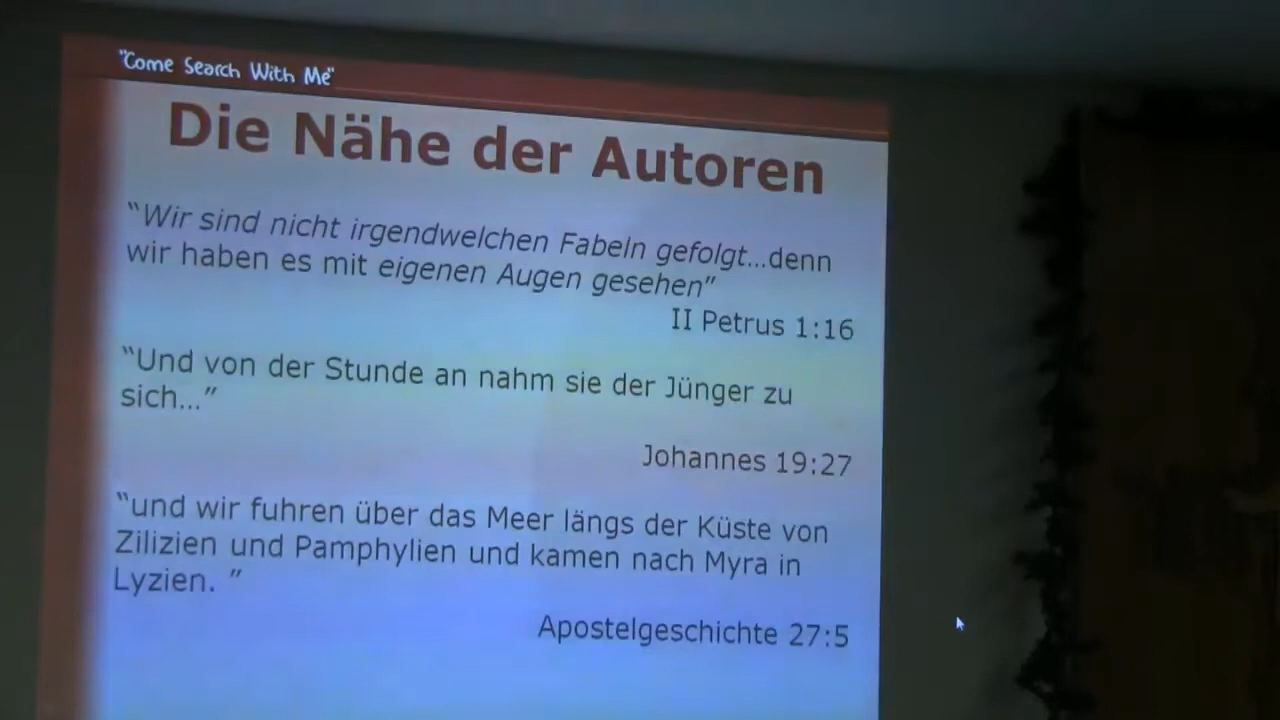 "Come Search With Me"
Die Nähe der Autoren
“Wir sind nicht irgendwelchen Fabeln gefolgt…denn
wir haben es mit eigenen Augen gesehen”
II Petrus 1:16
“Und von der Stunde an nahm sie der Jünger zu
sich…”
Johannes 19:27
“und wir fuhren über das Meer längs der Küste von
Zilizien und Pamphylien und kamen nach Myra in
Lyzien. ”
Apostelgeschichte 27:5